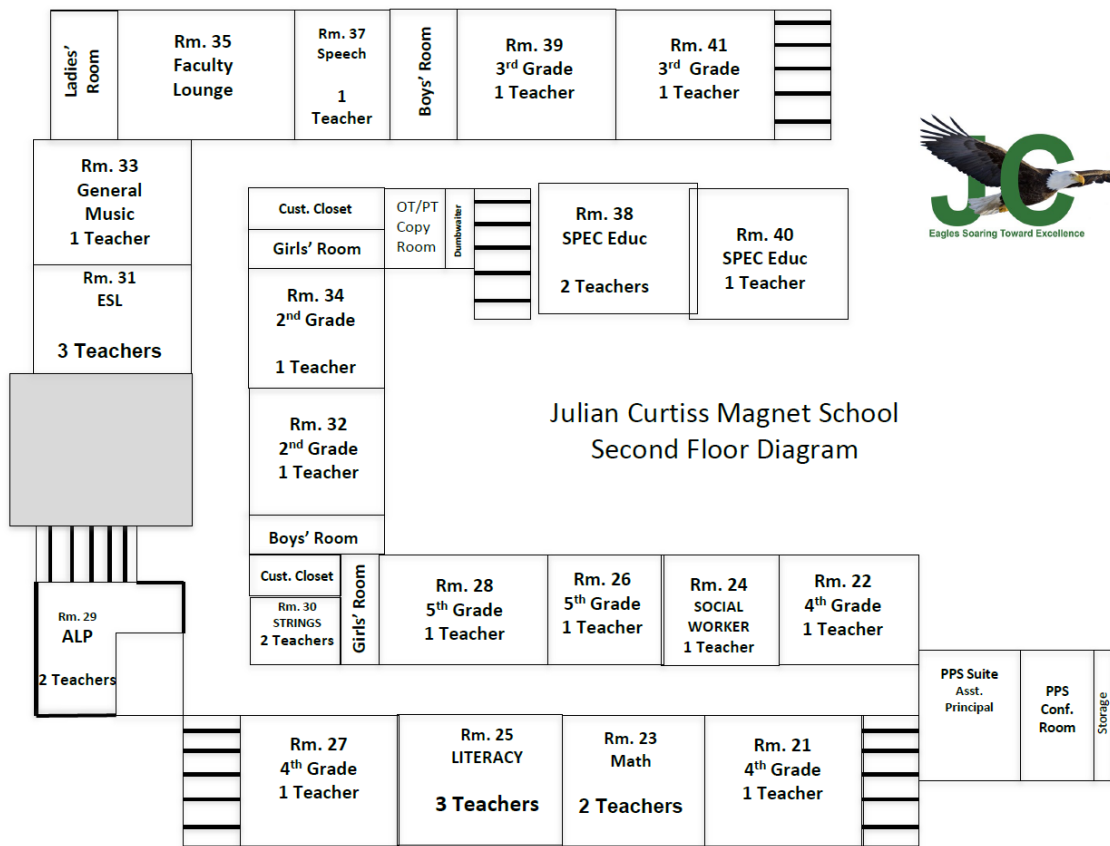 Ladies'
Room
Rm. 35
Faculty
Lounge
Rm. 37
Speech
1
Teacher
Boys' Room
Rm. 39
3rd Grade
1 Teacher
Rm. 41
3rd Grade
1 Teacher
JC
Eagles Soaring Toward Excellence
Rm. 33
General
Music
1 Teacher
Rm. 31
ESL
3 Teachers
Cust. Closet
Girls' Room
OT/PT
Copy
Room
Dumbwaiter
Rm. 38
SPEC Educ
2 Teachers
Rm. 40
SPEC Educ
1 Teacher
Rm. 34
2nd Grade
1 Teacher
Rm. 32
2nd Grade
1 Teacher
Boys' Room
Julian Curtiss Magnet School
Second Floor Diagram
Cust. Closet
Rm. 30
STRINGS
2 Teachers
Girls' Room
Rm. 28
5th Grade
1 Teacher
Rm. 26
5th Grade
1 Teacher
Rm. 24
SOCIAL
WORKER
1 Teacher
Rm. 22
4th Grade
1 Teacher
Rm. 29
ALP
2 Teachers
PPS Suite
Asst.
Principal
PPS
Conf.
Room
Storage
Rm. 27
4th Grade
1 Teacher
Rm. 25
LITERACY
3 Teachers
Rm. 23
Math
2 Teachers
Rm. 21
4th Grade
1 Teacher